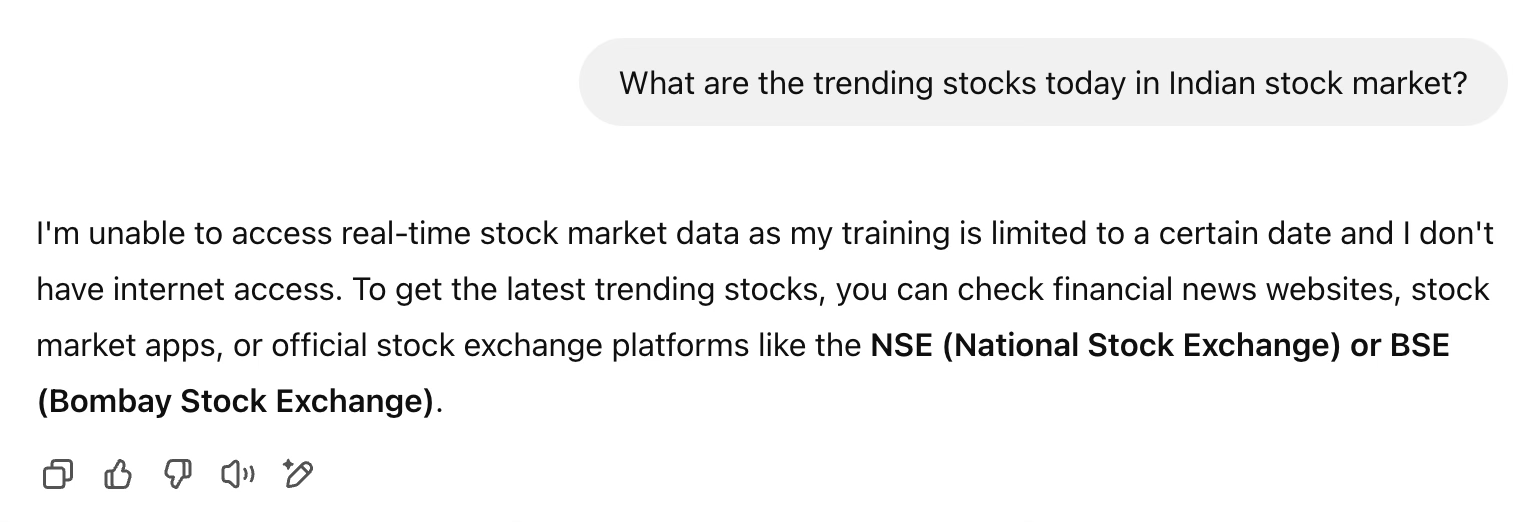 What are the trending stocks today in Indian stock market?
I'm unable to access real-time stock market data as my training is limited to a certain date and I don't
have internet access. To get the latest trending stocks, you can check financial news websites, stock
market apps, or official stock exchange platforms like the NSE (National Stock Exchange) or BSE
(Bombay Stock Exchange).